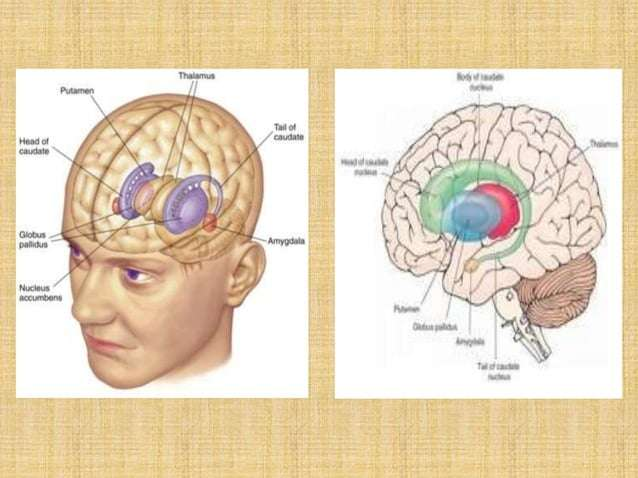 Thalamus
Putamen
Tail of
caudate
Head of
caudate
Globus
pallidus
Amygdala
Nucleus
accumbens
Body of caudate
nucleus
Thalamus
Head of caudate
nucleus
Putamen
Globus pallidus
Amygdala
Tail of caudate
nucleus